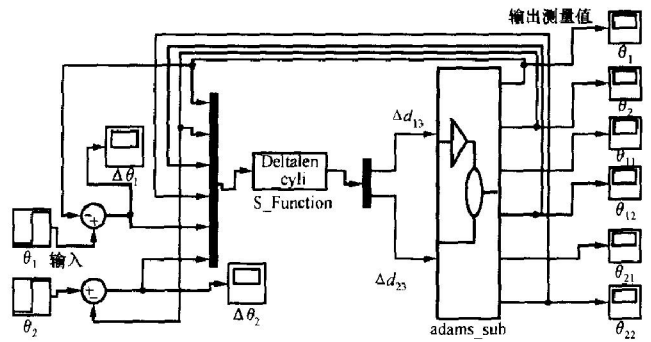 输出测量值
θ1
θ2
θ11
θ12
θ21
θ22
Δd13
Δd23
adams_sub
Deltalen
cyli
S_Function
Δθ1
Δθ2
θ1 输入
θ2